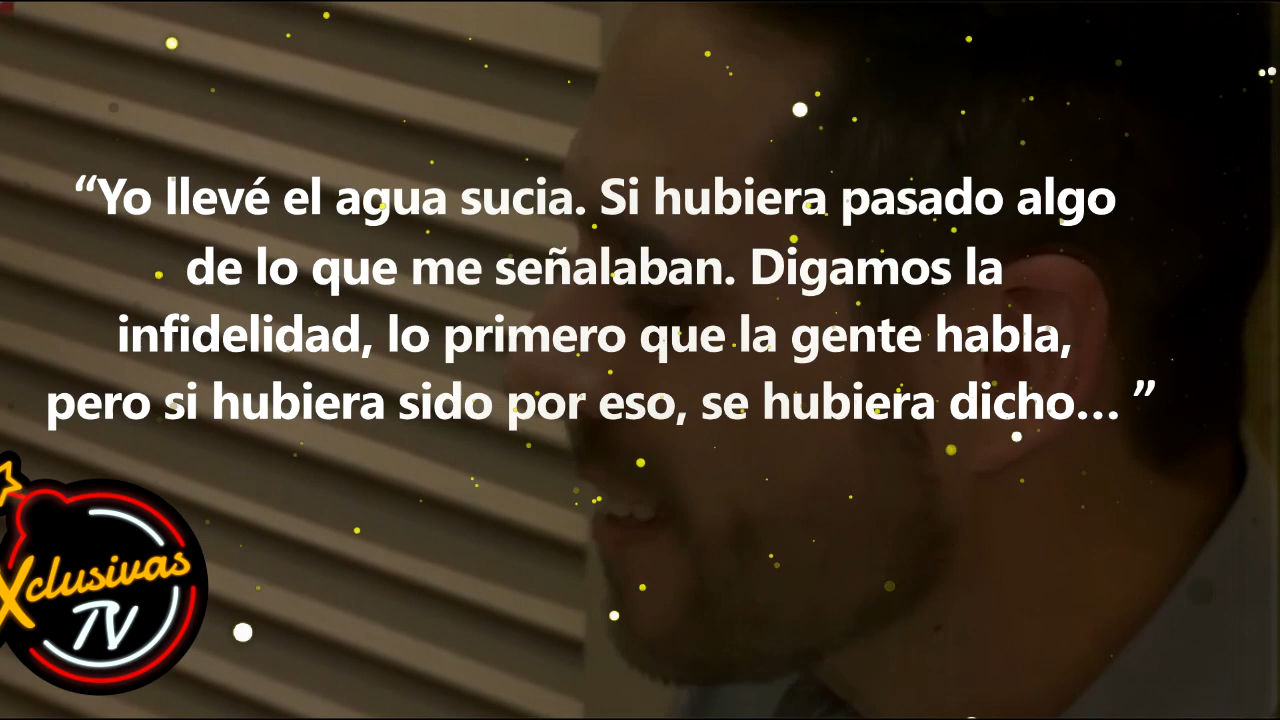 “Yo llevé el agua sucia. Si hubiera pasado algo
de lo que me señalaban. Digamos la
infidelidad, lo primero que la gente habla,
pero si hubiera sido por eso, se hubiera dicho… ”
Xclusivas
TV